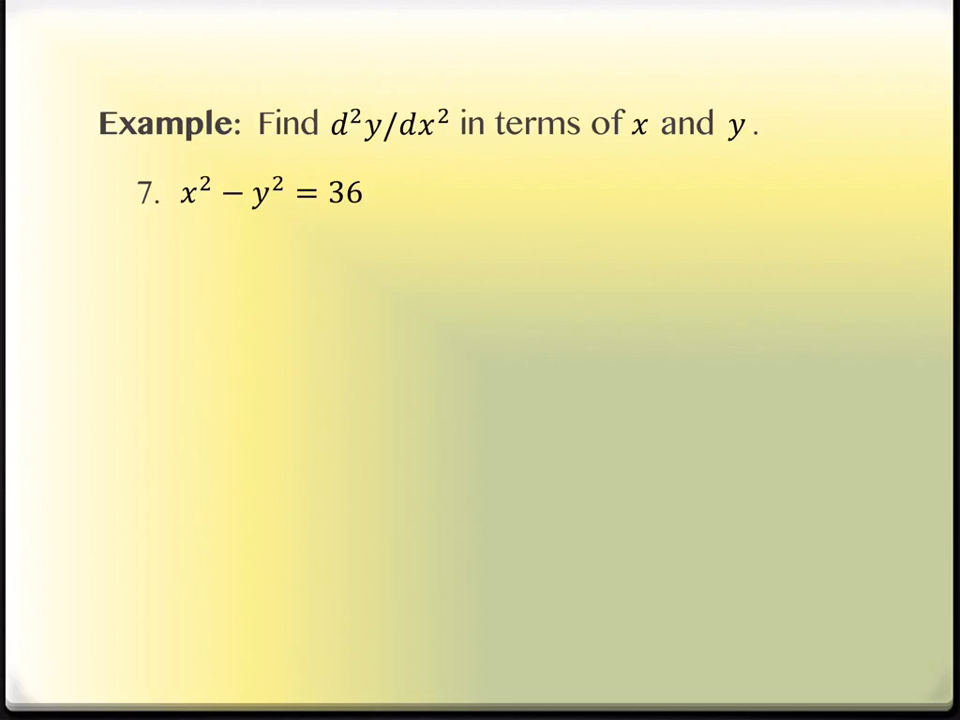 Example: Find d²y/dx² in terms of x and y .
7. x² − y² = 36